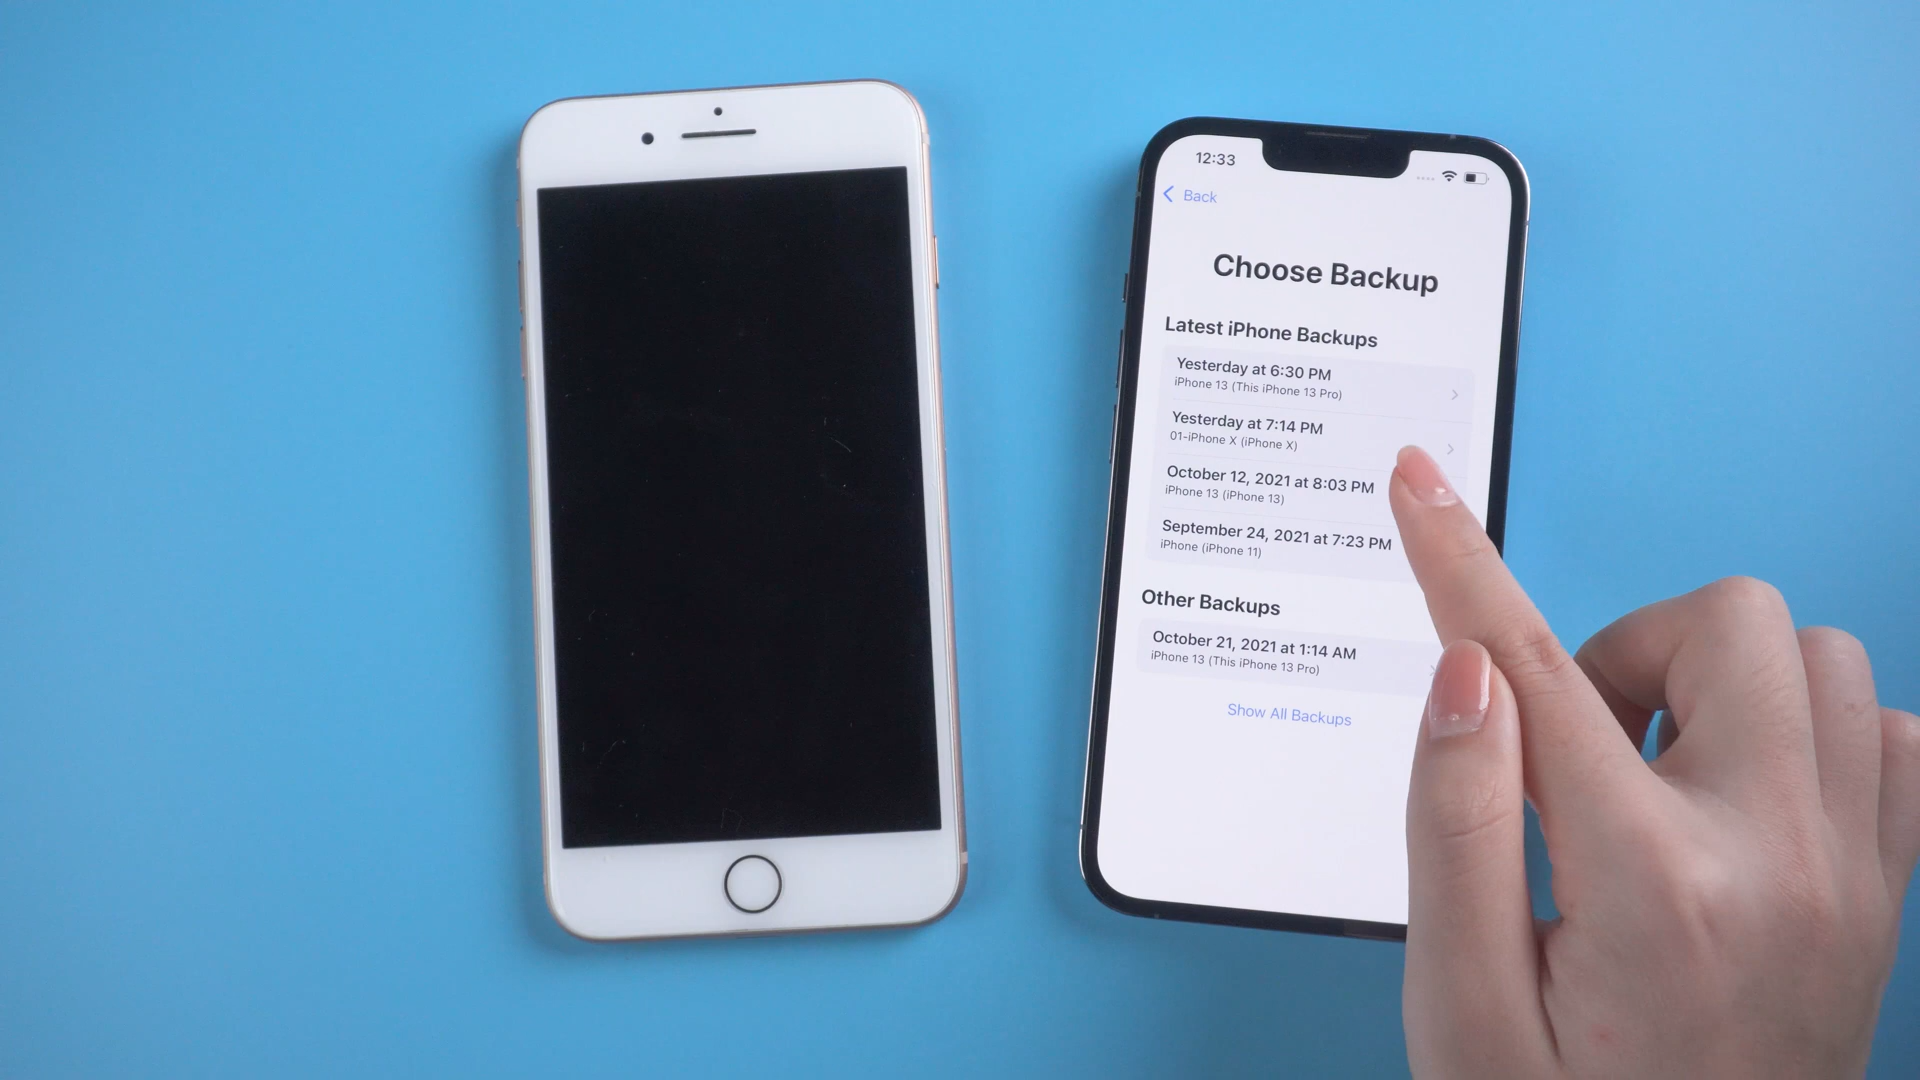 12:33
Back
Choose Backup
Latest iPhone Backups
Yesterday at 6:30 PM
iPhone 13 (This iPhone 13 Pro)
Yesterday at 7:14 PM
01-iPhone X (iPhone X)
October 12, 2021 at 8:03 PM
iPhone 13 (iPhone 13)
September 24, 2021 at 7:23 PM
iPhone (iPhone 11)
Other Backups
October 21, 2021 at 1:14 AM
iPhone 13 (This iPhone 13 Pro)
Show All Backups